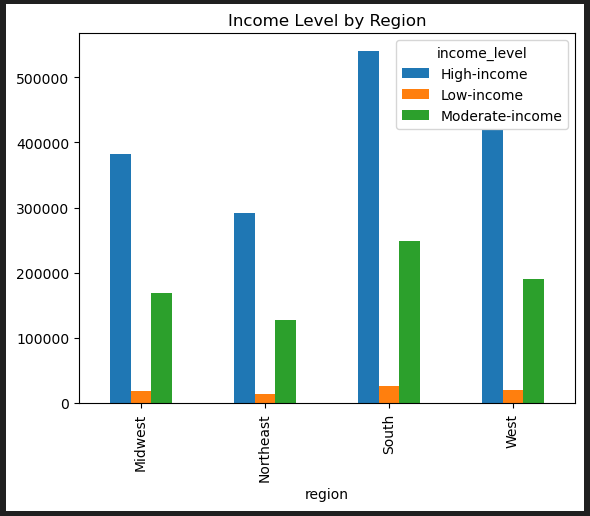 Income Level by Region
income_level
High-income
Low-income
Moderate-income
500000
400000
300000
200000
100000
0
Midwest
Northeast
South
West
region